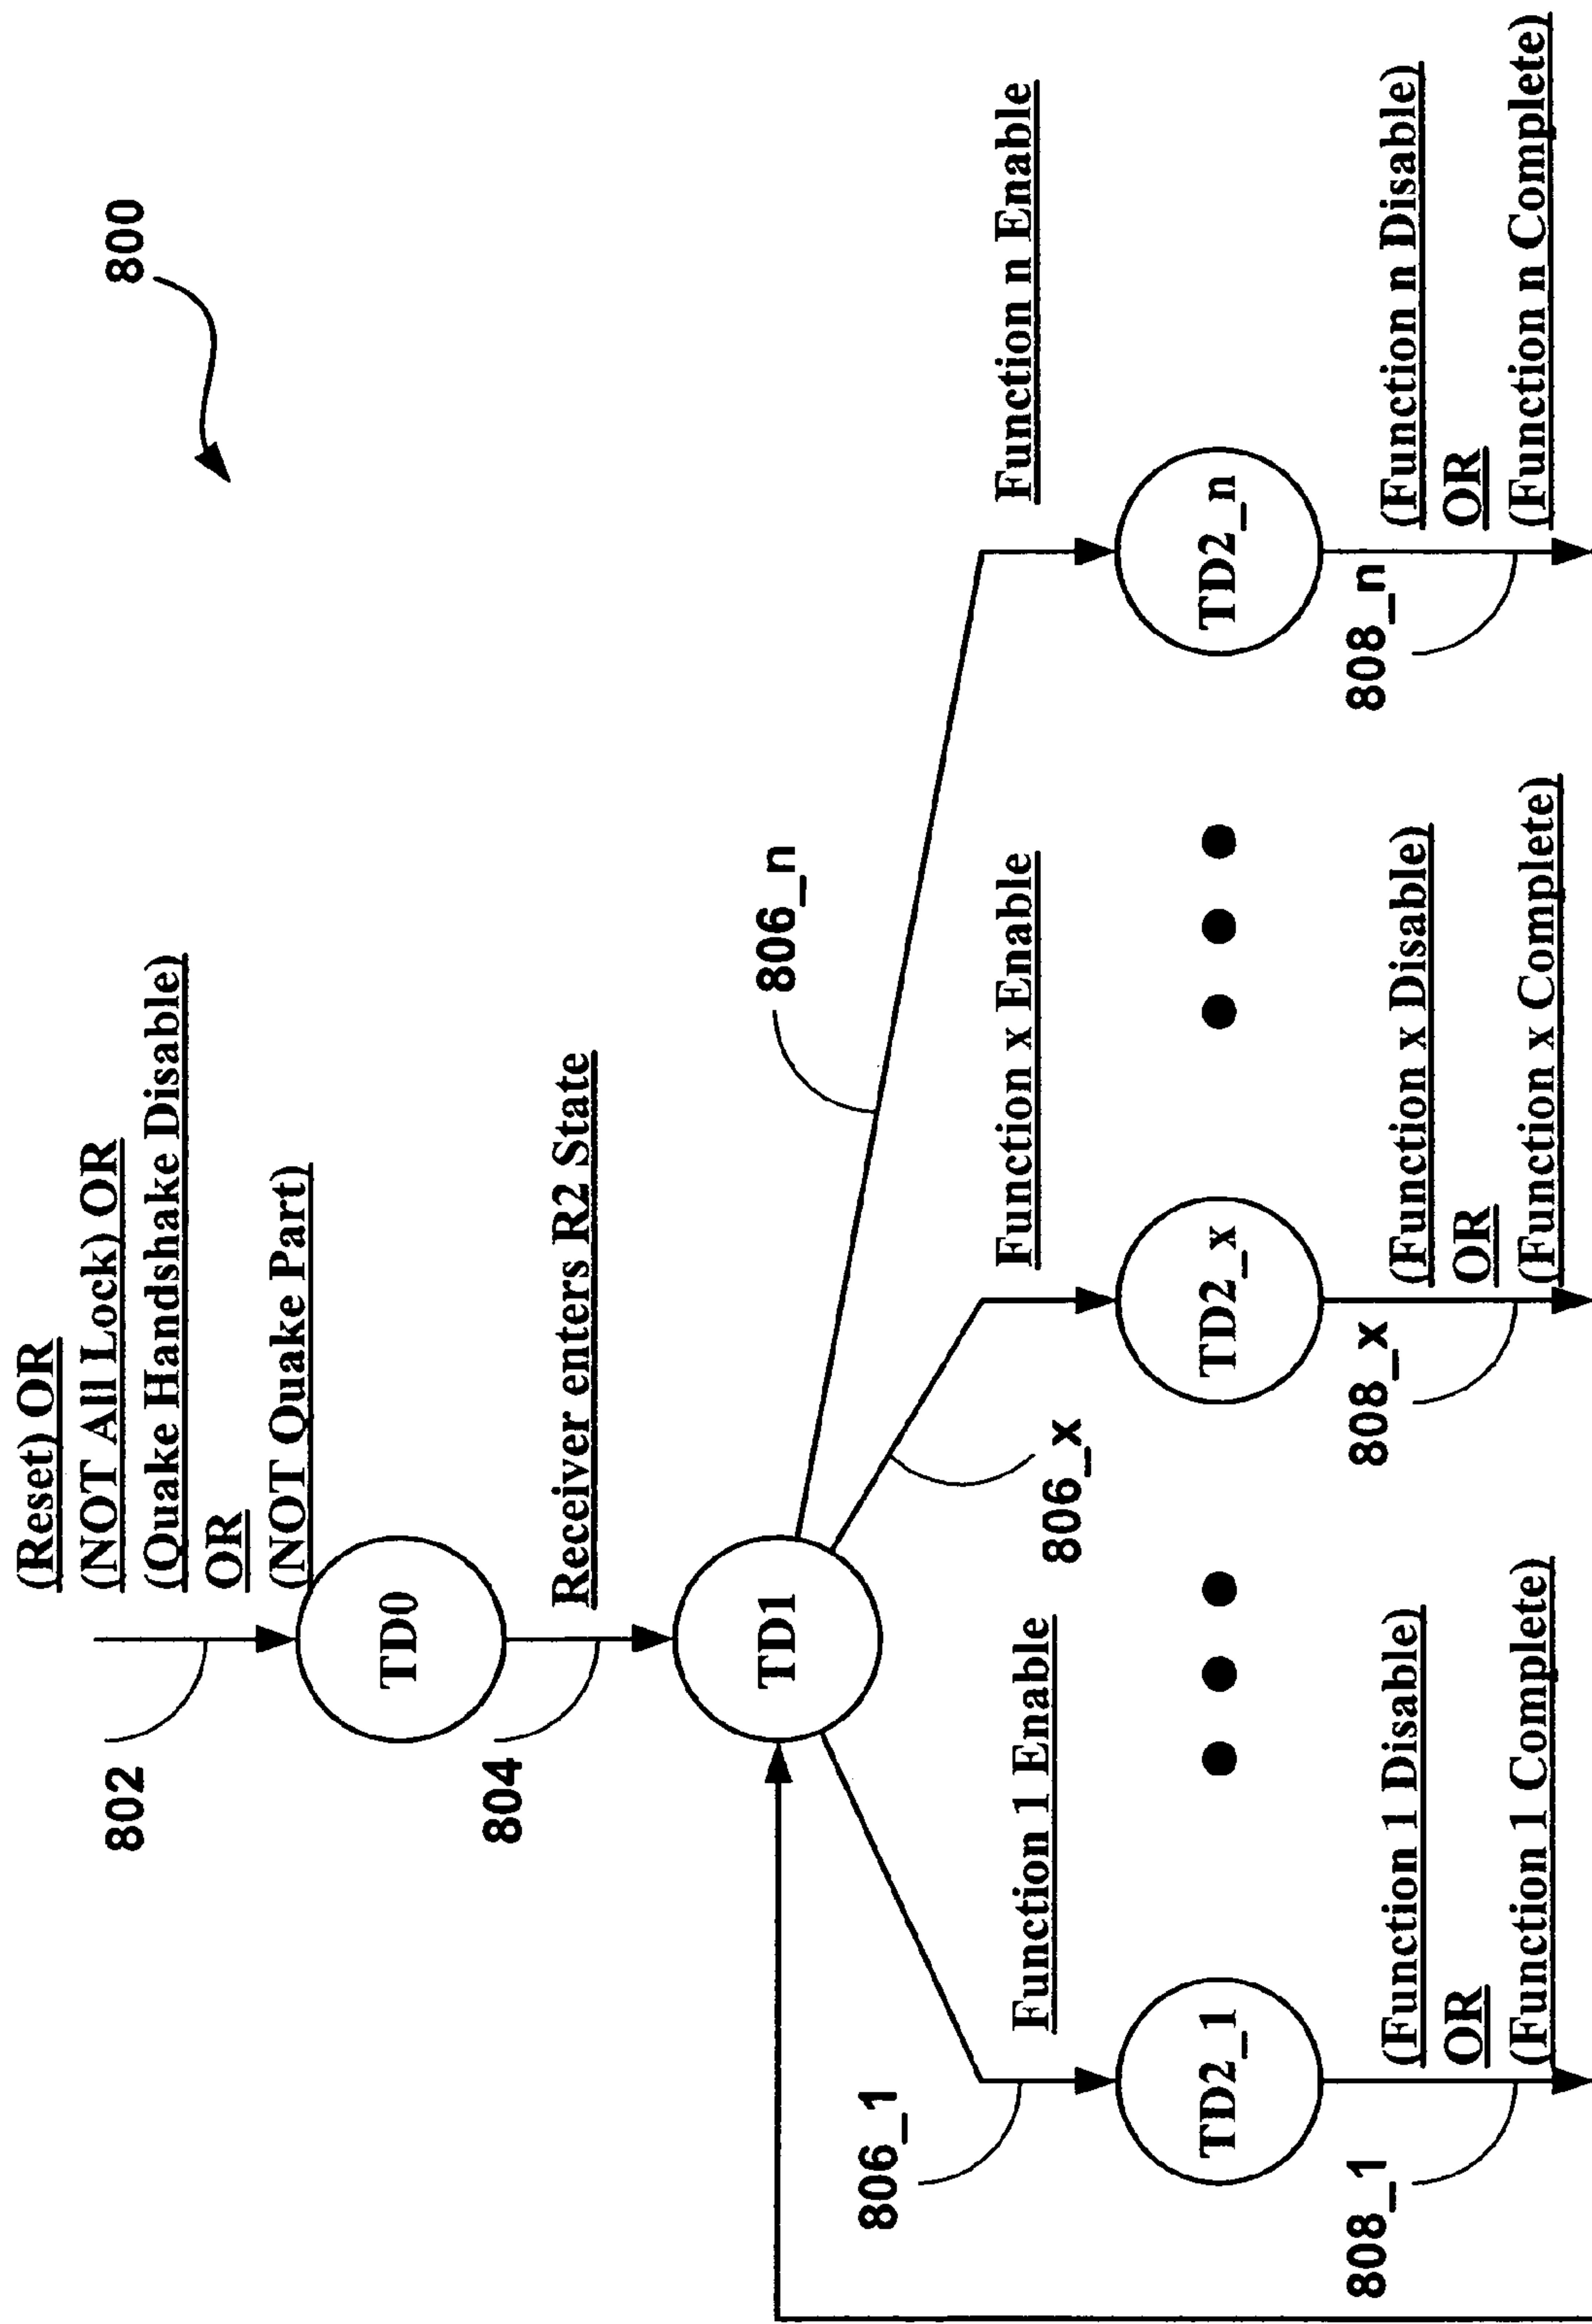 800
802
(Reset) OR
(NOT All Lock) OR
(Quake Handshake Disable)
OR
(NOT Quake Part)
TD0
804
Receiver enters R2 State
TD1
806_n
806_1
806_x
Function 1 Enable
Function x Enable
Function n Enable
TD2_1
TD2_x
TD2_n
808_1
(Function 1 Disable)
OR
(Function 1 Complete)
808_x
(Function x Disable)
OR
(Function x Complete)
808_n
(Function n Disable)
OR
(Function n Complete)